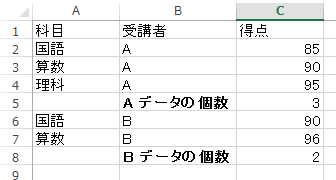 A B C
1 科目 受講者 得点
2 国語 A 85
3 算数 A 90
4 理科 A 95
5 A データの個数 3
6 国語 B 90
7 算数 B 96
8 B データの個数 2